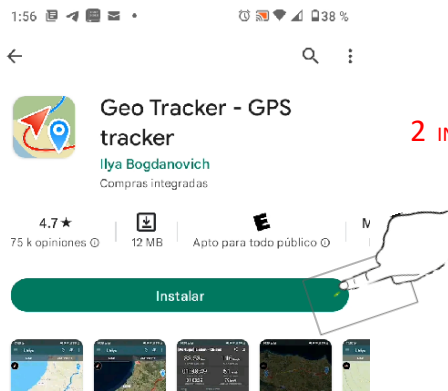 1:56 38 %
Geo Tracker - GPS
tracker
Ilya Bogdanovich
Compras integradas
2
4.7★
75 k opiniones
12 MB
E
Apto para todo público
Instalar